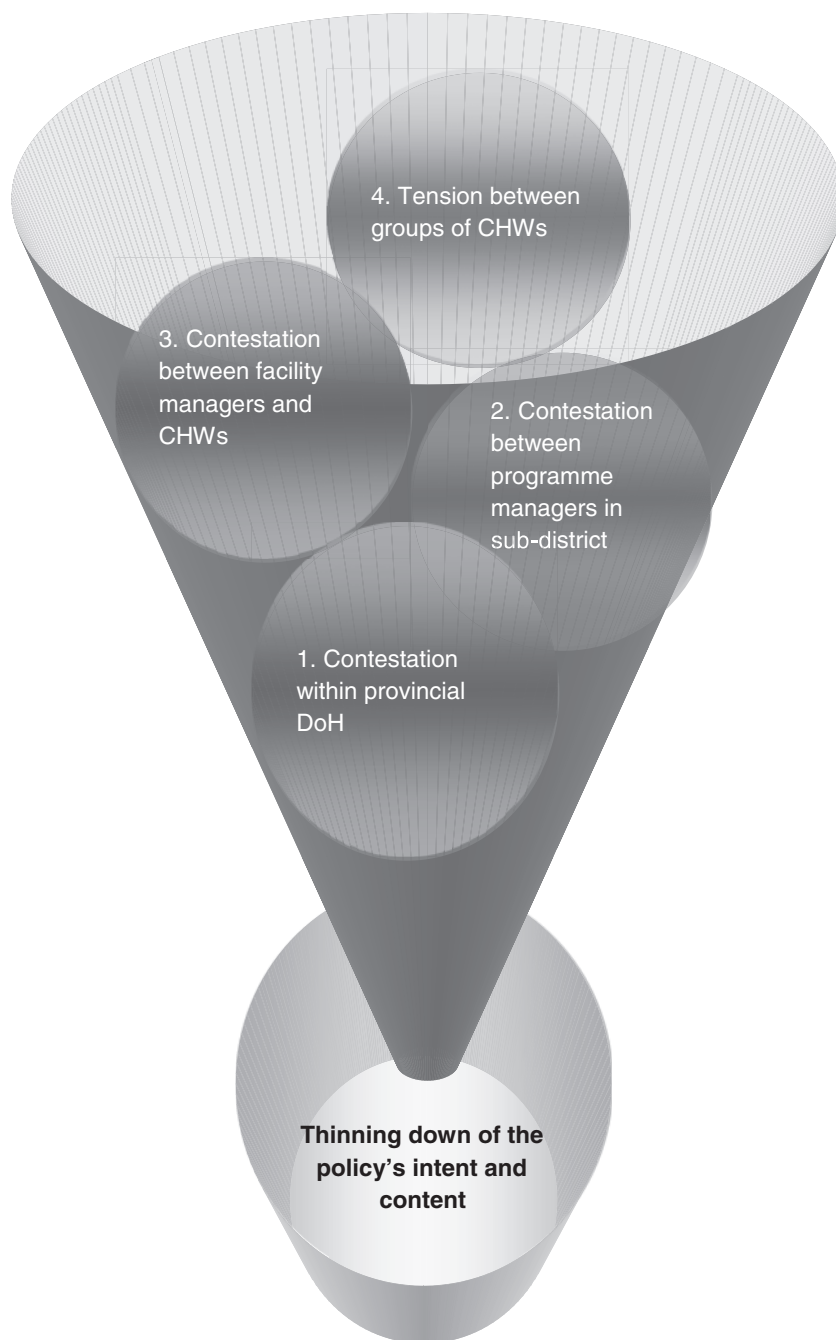 4. Tension between
groups of CHWs
3. Contestation
between facility
managers and
CHWs
2. Contestation
between
programme
managers in
sub-district
1. Contestation
within provincial
DoH
Thinning down of the
policy’s intent and
content